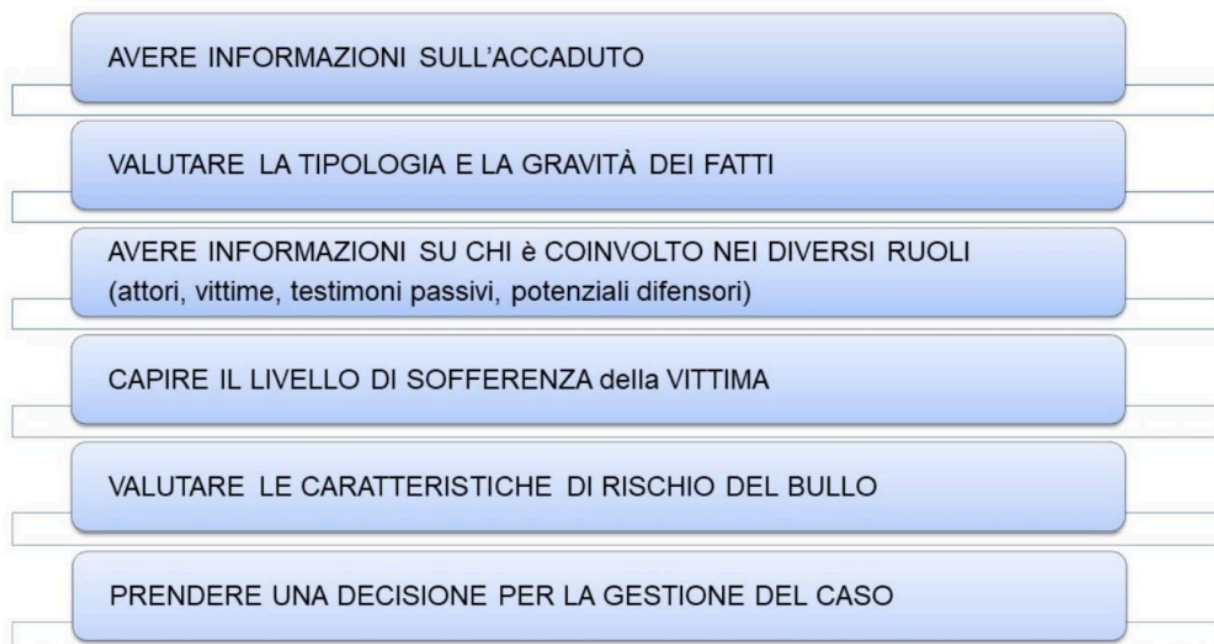 AVERE INFORMAZIONI SULL'ACCADUTO
VALUTARE LA TIPOLOGIA E LA GRAVITÀ DEI FATTI
AVERE INFORMAZIONI SU CHI è COINVOLTO NEI DIVERSI RUOLI
(attori, vittime, testimoni passivi, potenziali difensori)
CAPIRE IL LIVELLO DI SOFFERENZA della VITTIMA
VALUTARE LE CARATTERISTICHE DI RISCHIO DEL BULLO
PRENDERE UNA DECISIONE PER LA GESTIONE DEL CASO